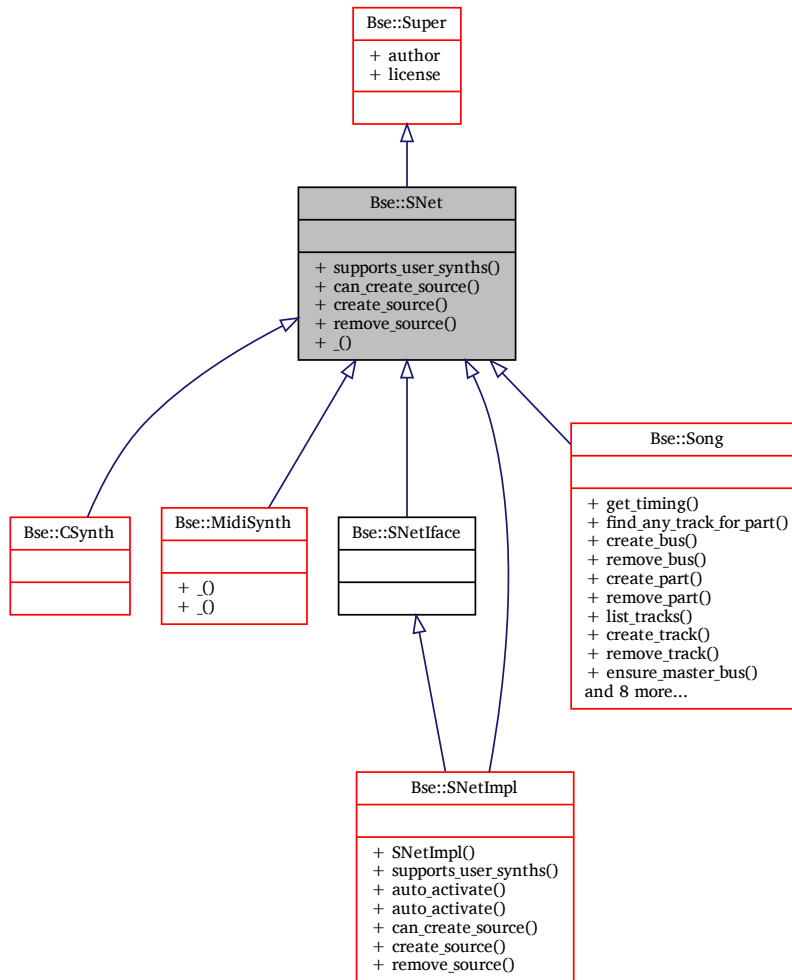 Bse::Super
+ author
+ license
Bse::SNet
+ supports_user_synths()
+ can_create_source()
+ create_source()
+ remove_source()
+ _()
Bse::CSynth
Bse::MidiSynth
+ _()
+ _()
Bse::SNetIface
Bse::Song
+ get_timing()
+ find_any_track_for_part()
+ create_bus()
+ remove_bus()
+ create_part()
+ remove_part()
+ list_tracks()
+ create_track()
+ remove_track()
+ ensure_master_bus()
and 8 more...
Bse::SNetImpl
+ SNetImpl()
+ supports_user_synths()
+ auto_activate()
+ auto_activate()
+ can_create_source()
+ create_source()
+ remove_source()